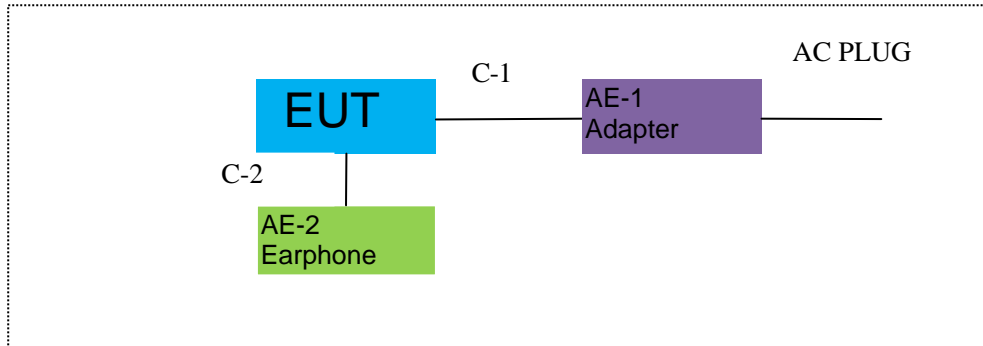 AC PLUG
C-1
EUT
AE-1
Adapter
C-2
AE-2
Earphone